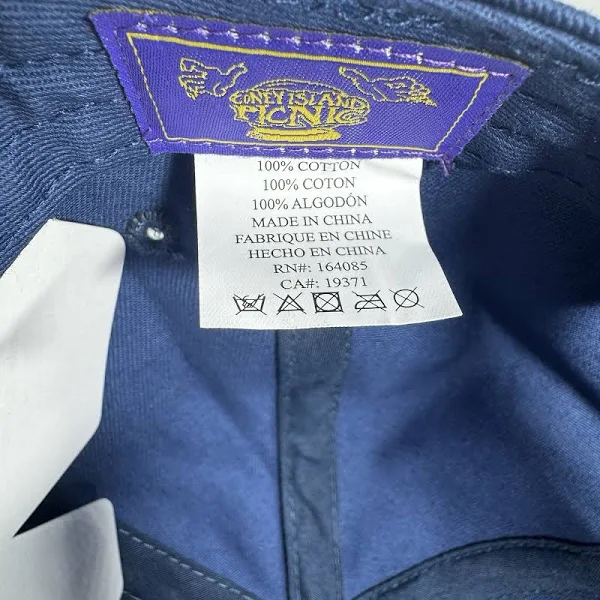 CONEY ISLAND
PICNIC
100% COTTON
100% COTON
100% ALGODÓN
MADE IN CHINA
FABRIQUE EN CHINE
HECHO EN CHINA
RN#: 164085
CA#: 19371